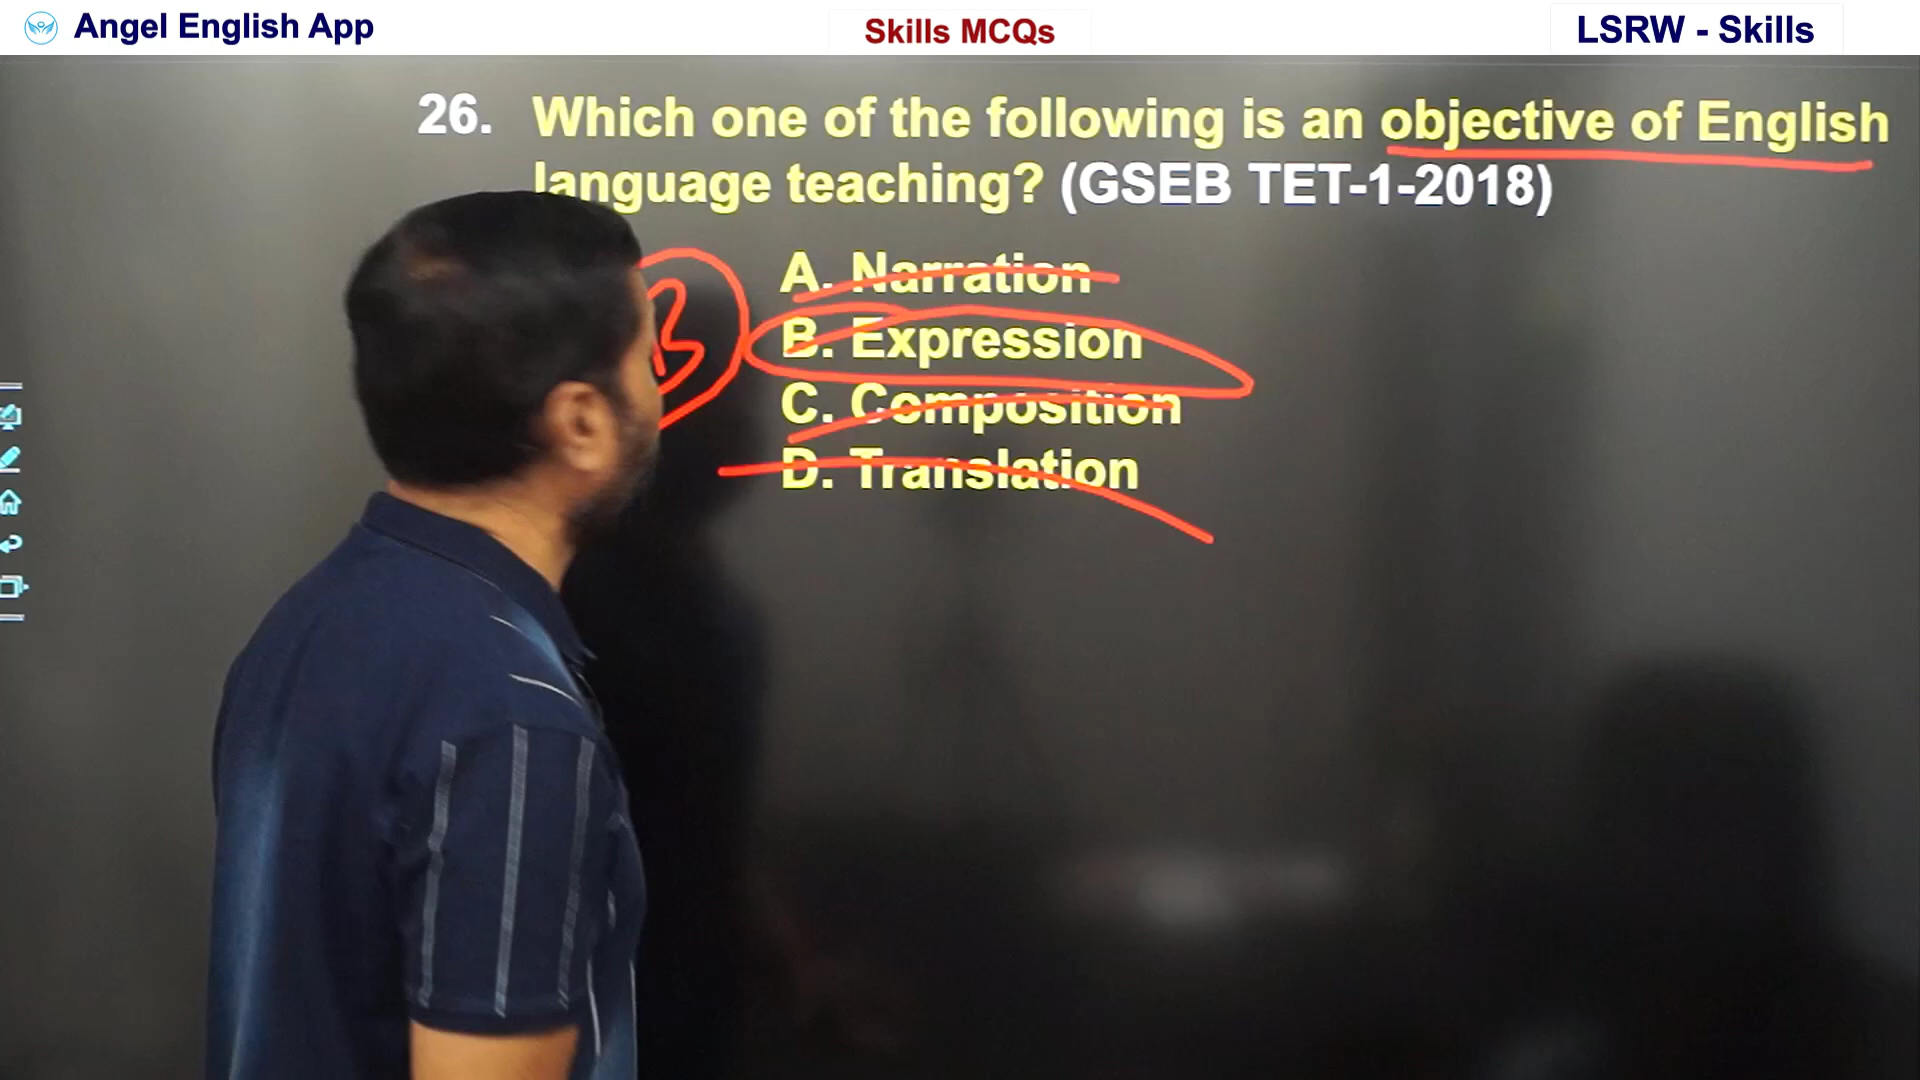 Angel English App
Skills MCQs
LSRW - Skills
26. Which one of the following is an objective of English
language teaching? (GSEB TET-1-2018)
B
A. Narration
B. Expression
C. Composition
D. Translation